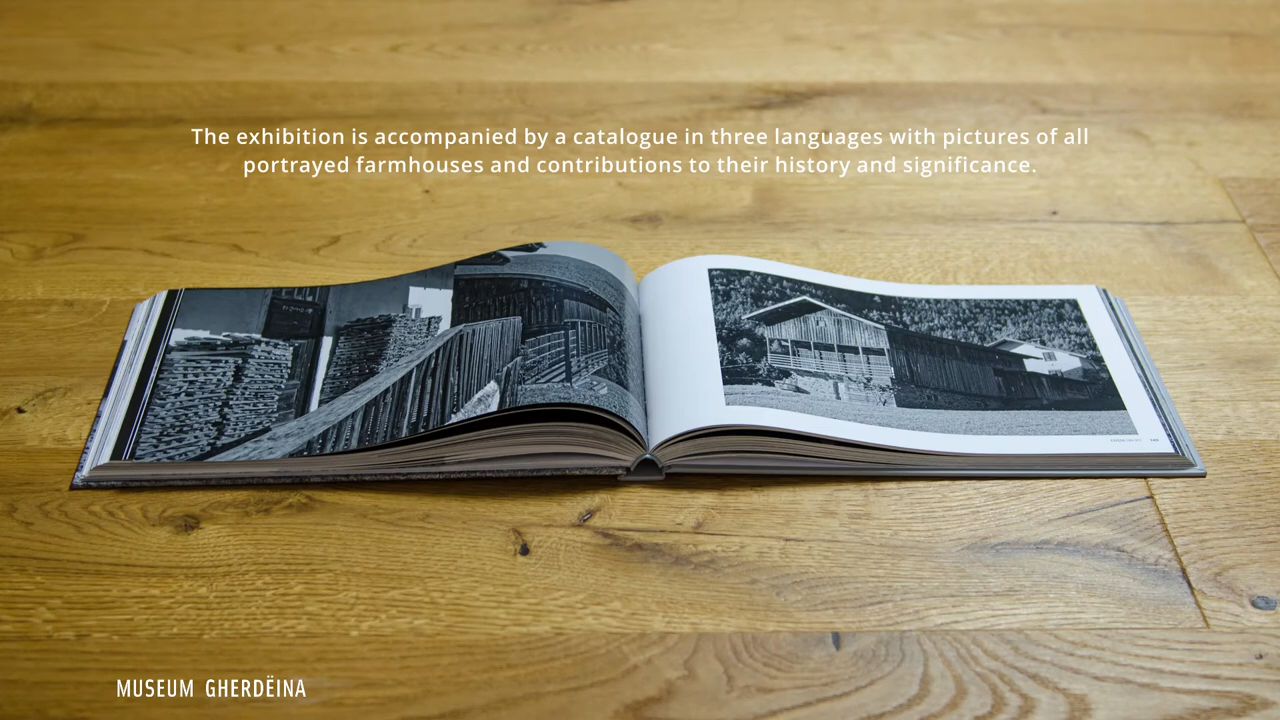 The exhibition is accompanied by a catalogue in three languages with pictures of all
portrayed farmhouses and contributions to their history and significance.
MUSEUM GHERDËINA